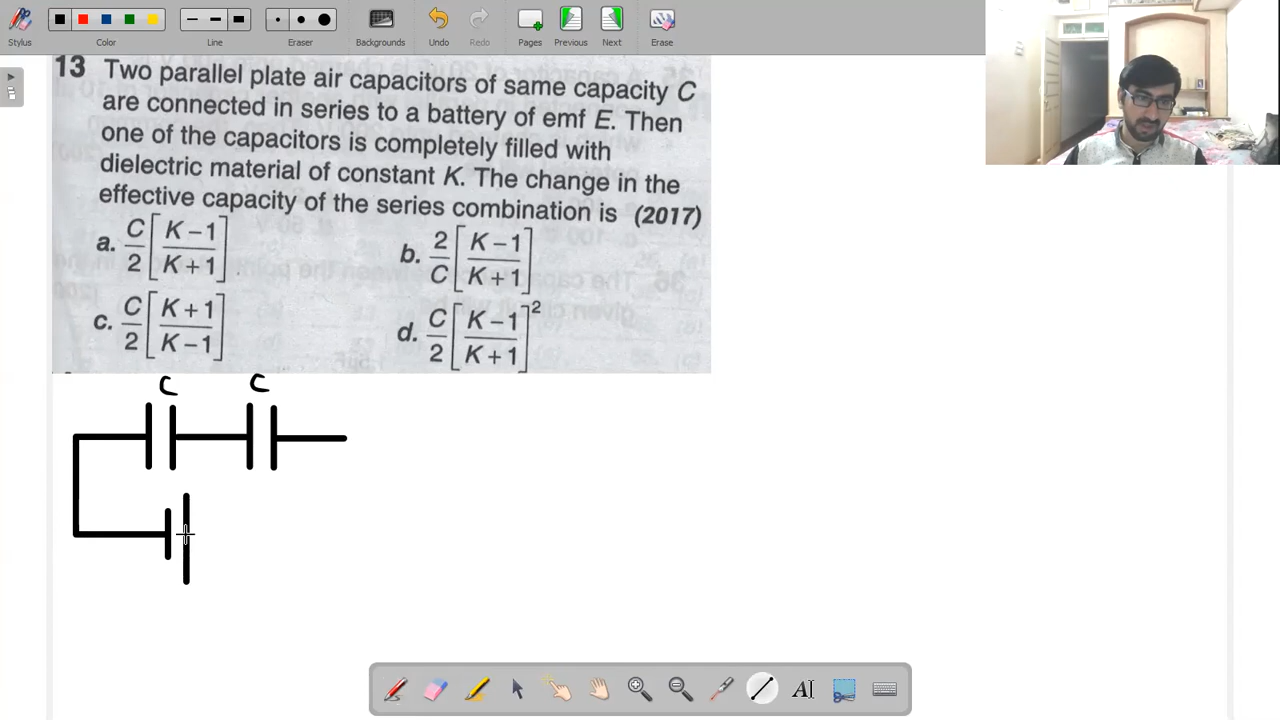 Stylus
Color
Line
Eraser
Backgrounds
Undo
Redo
Pages
Previous
Next
Erase
13 Two parallel plate air capacitors of same capacity C
are connected in series to a battery of emf E. Then
one of the capacitors is completely filled with
dielectric material of constant K. The change in the
effective capacity of the series combination is (2017)
a. C/2 [K-1/K+1]
b. 2/C [K-1/K+1]
c. C/2 [K+1/K-1]
d. C/2 [K-1/K+1]²
C C